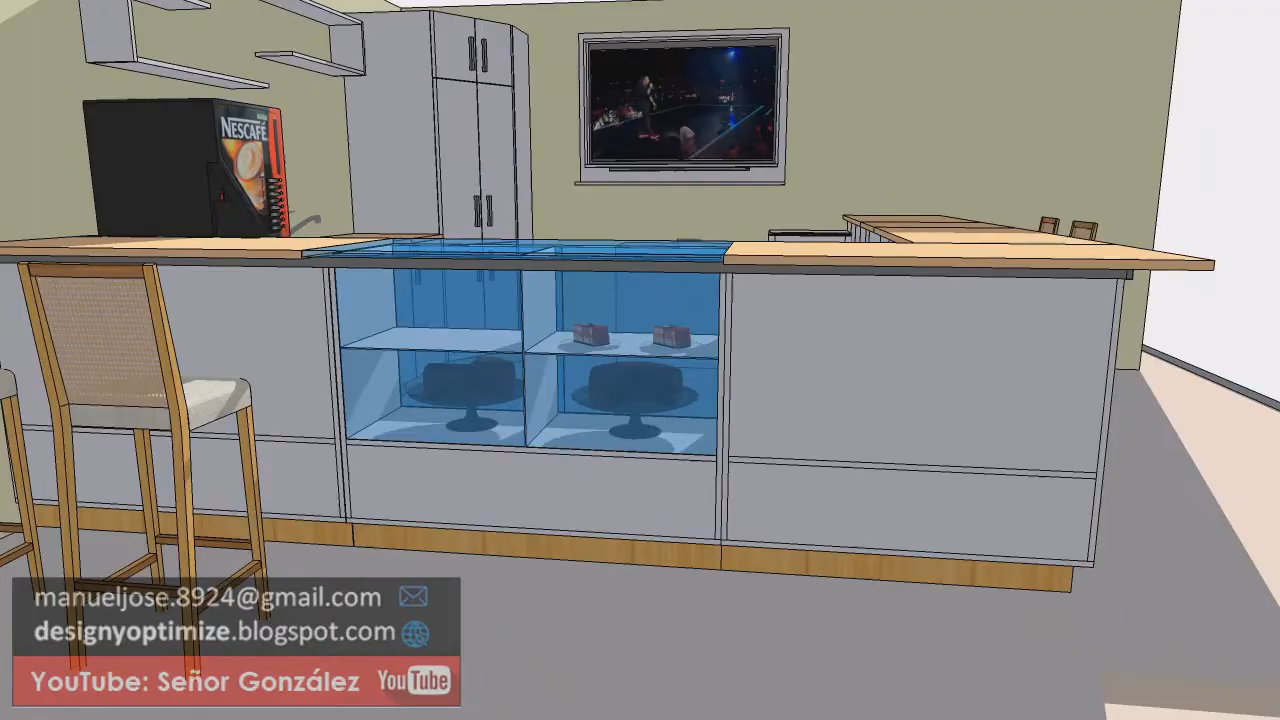 NESCAFÉ
manueljose.8924@gmail.com
designyoptimize.blogspot.com
YouTube: Señor González YouTube